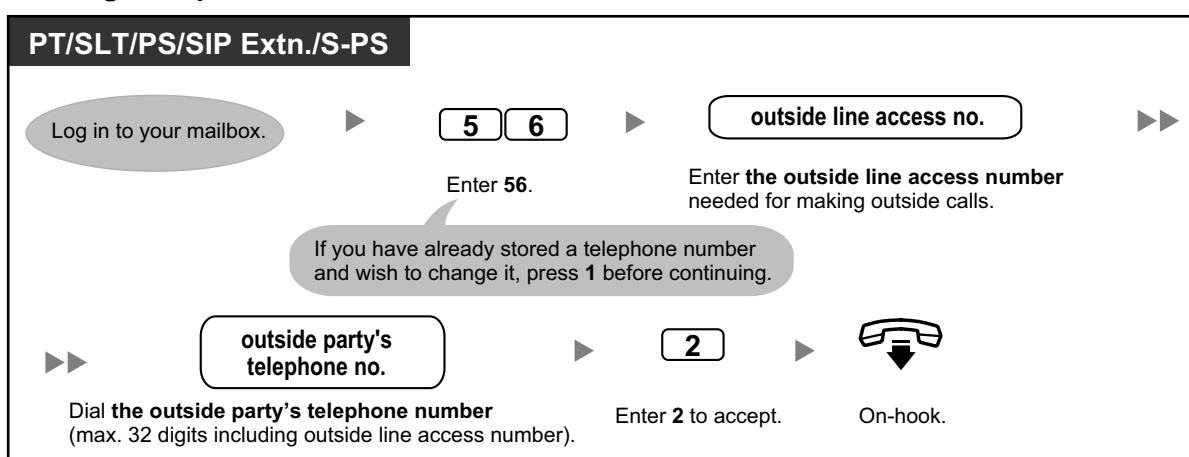 PT/SLT/PS/SIP Extn./S-PS
Log in to your mailbox.
5 6
outside line access no.
Enter 56.
Enter the outside line access number
needed for making outside calls.
If you have already stored a telephone number
and wish to change it, press 1 before continuing.
outside party's
telephone no.
2
Dial the outside party’s telephone number
(max. 32 digits including outside line access number).
Enter 2 to accept.
On-hook.